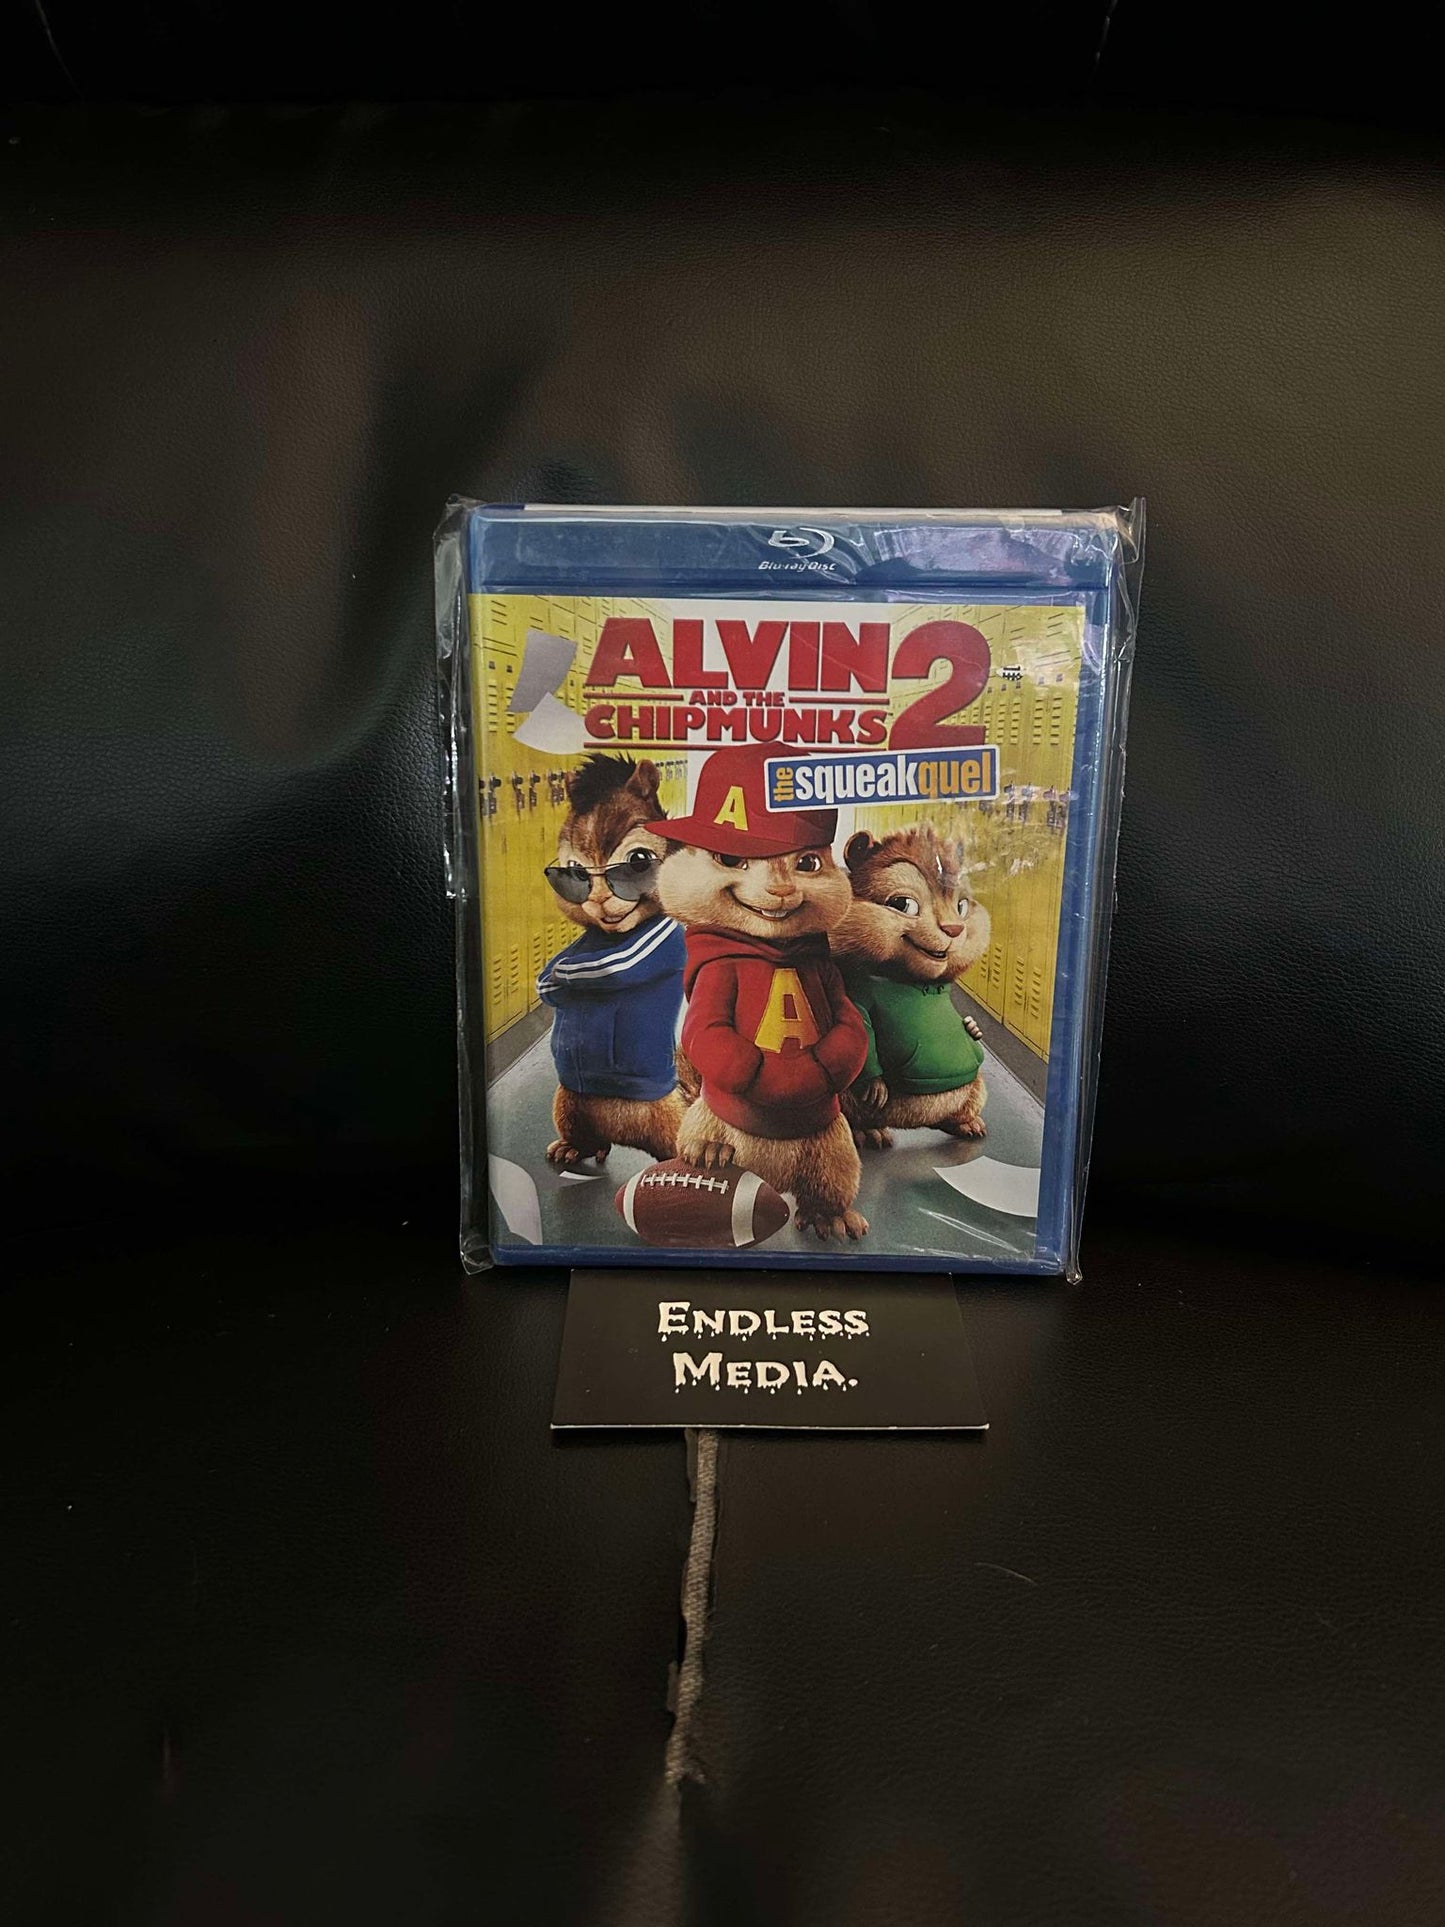 Blu-ray Disc
ALVIN
AND THE
CHIPMUNKS 2
the squeakquel
A
A
ENDLESS
MEDIA.